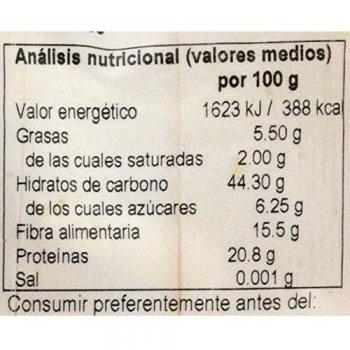 Análisis nutricional (valores medios)
por 100 g
Valor energético 1623 kJ / 388 kcal
Grasas 5.50 g
de las cuales saturadas 2.00 g
Hidratos de carbono 44.30 g
de los cuales azúcares 6.25 g
Fibra alimentaria 15.5 g
Proteínas 20.8 g
Sal 0.001 g
Consumir preferentemente antes del: